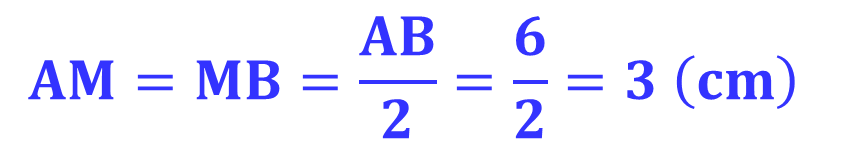 AM = MB = AB/2 = 6/2 = 3 (cm)